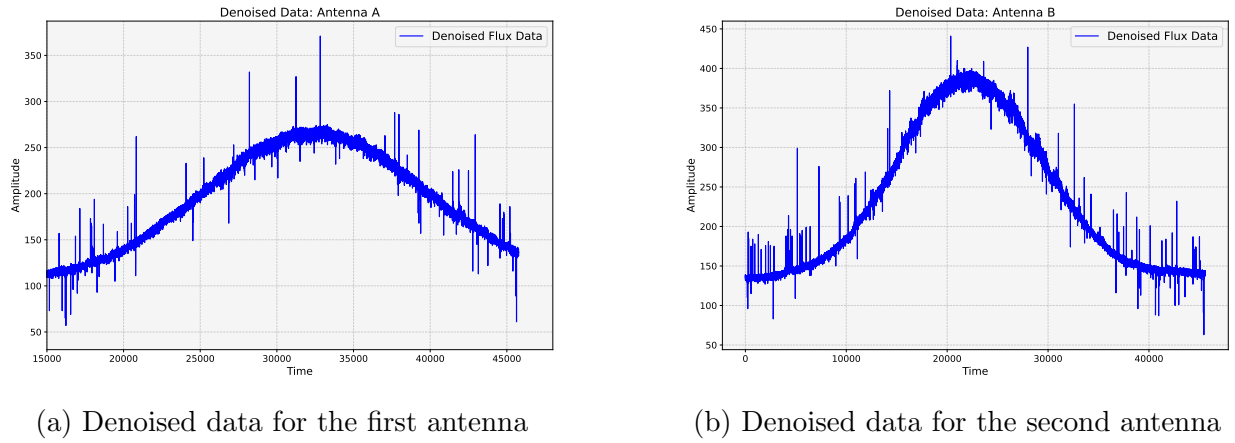 Denoised Data: Antenna A
Denoised Flux Data
Amplitude
350
300
250
200
150
100
50
15000 20000 25000 30000 35000 40000 45000
Time
(a) Denoised data for the first antenna
Denoised Data: Antenna B
Denoised Flux Data
Amplitude
450
400
350
300
250
200
150
100
50
0 10000 20000 30000 40000
Time
(b) Denoised data for the second antenna